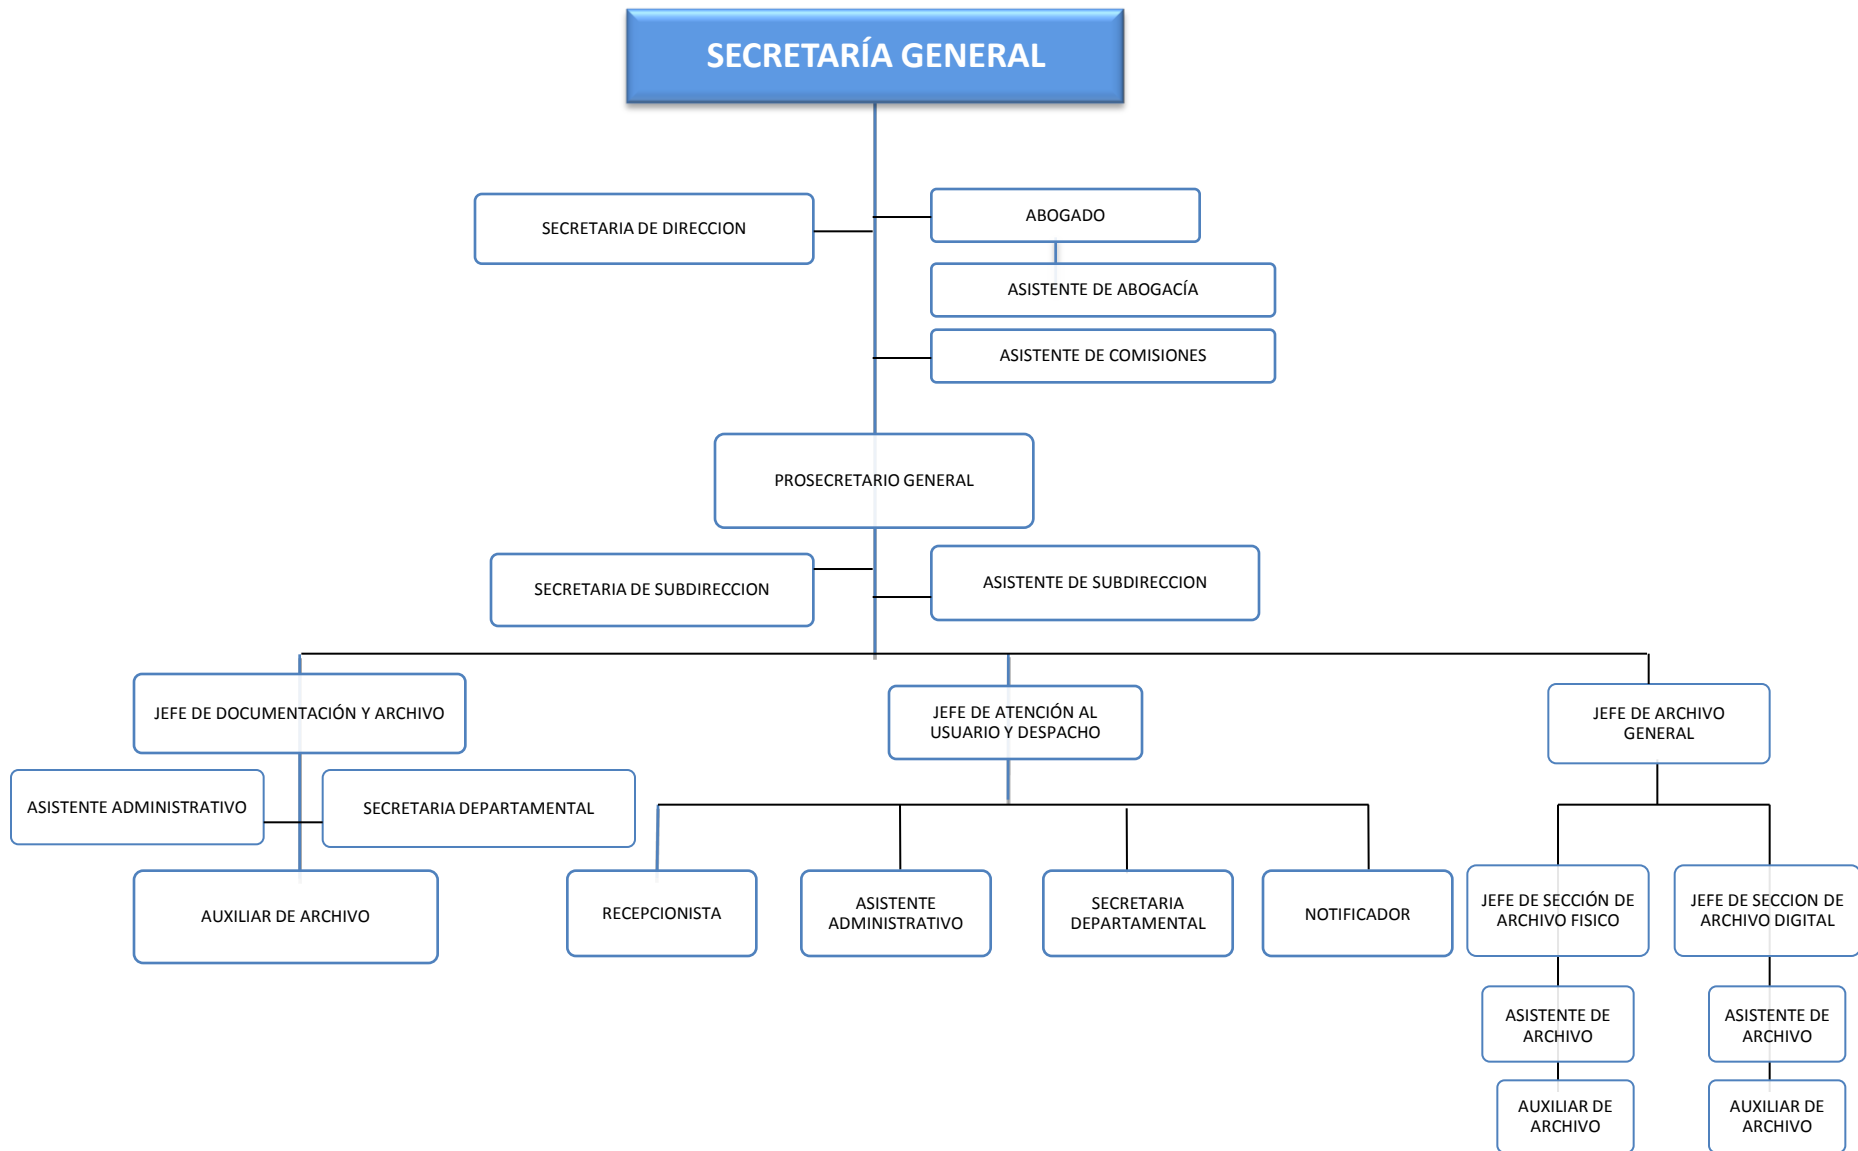 SECRETARÍA GENERAL
SECRETARIA DE DIRECCION
ABOGADO
ASISTENTE DE ABOGACÍA
ASISTENTE DE COMISIONES
PROSECRETARIO GENERAL
SECRETARIA DE SUBDIRECCION
ASISTENTE DE SUBDIRECCION
JEFE DE DOCUMENTACIÓN Y ARCHIVO
JEFE DE ATENCIÓN AL
USUARIO Y DESPACHO
JEFE DE ARCHIVO
GENERAL
ASISTENTE ADMINISTRATIVO
SECRETARIA DEPARTAMENTAL
AUXILIAR DE ARCHIVO
RECEPCIONISTA
ASISTENTE
ADMINISTRATIVO
SECRETARIA
DEPARTAMENTAL
NOTIFICADOR
JEFE DE SECCIÓN DE
ARCHIVO FISICO
JEFE DE SECCION DE
ARCHIVO DIGITAL
ASISTENTE DE
ARCHIVO
ASISTENTE DE
ARCHIVO
AUXILIAR DE
ARCHIVO
AUXILIAR DE
ARCHIVO